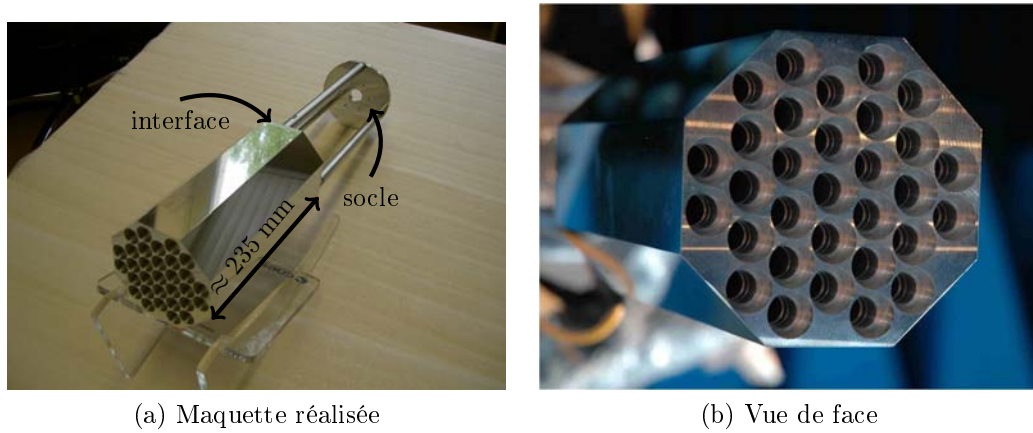 interface
socle
≈ 235 mm
(a) Maquette réalisée
(b) Vue de face